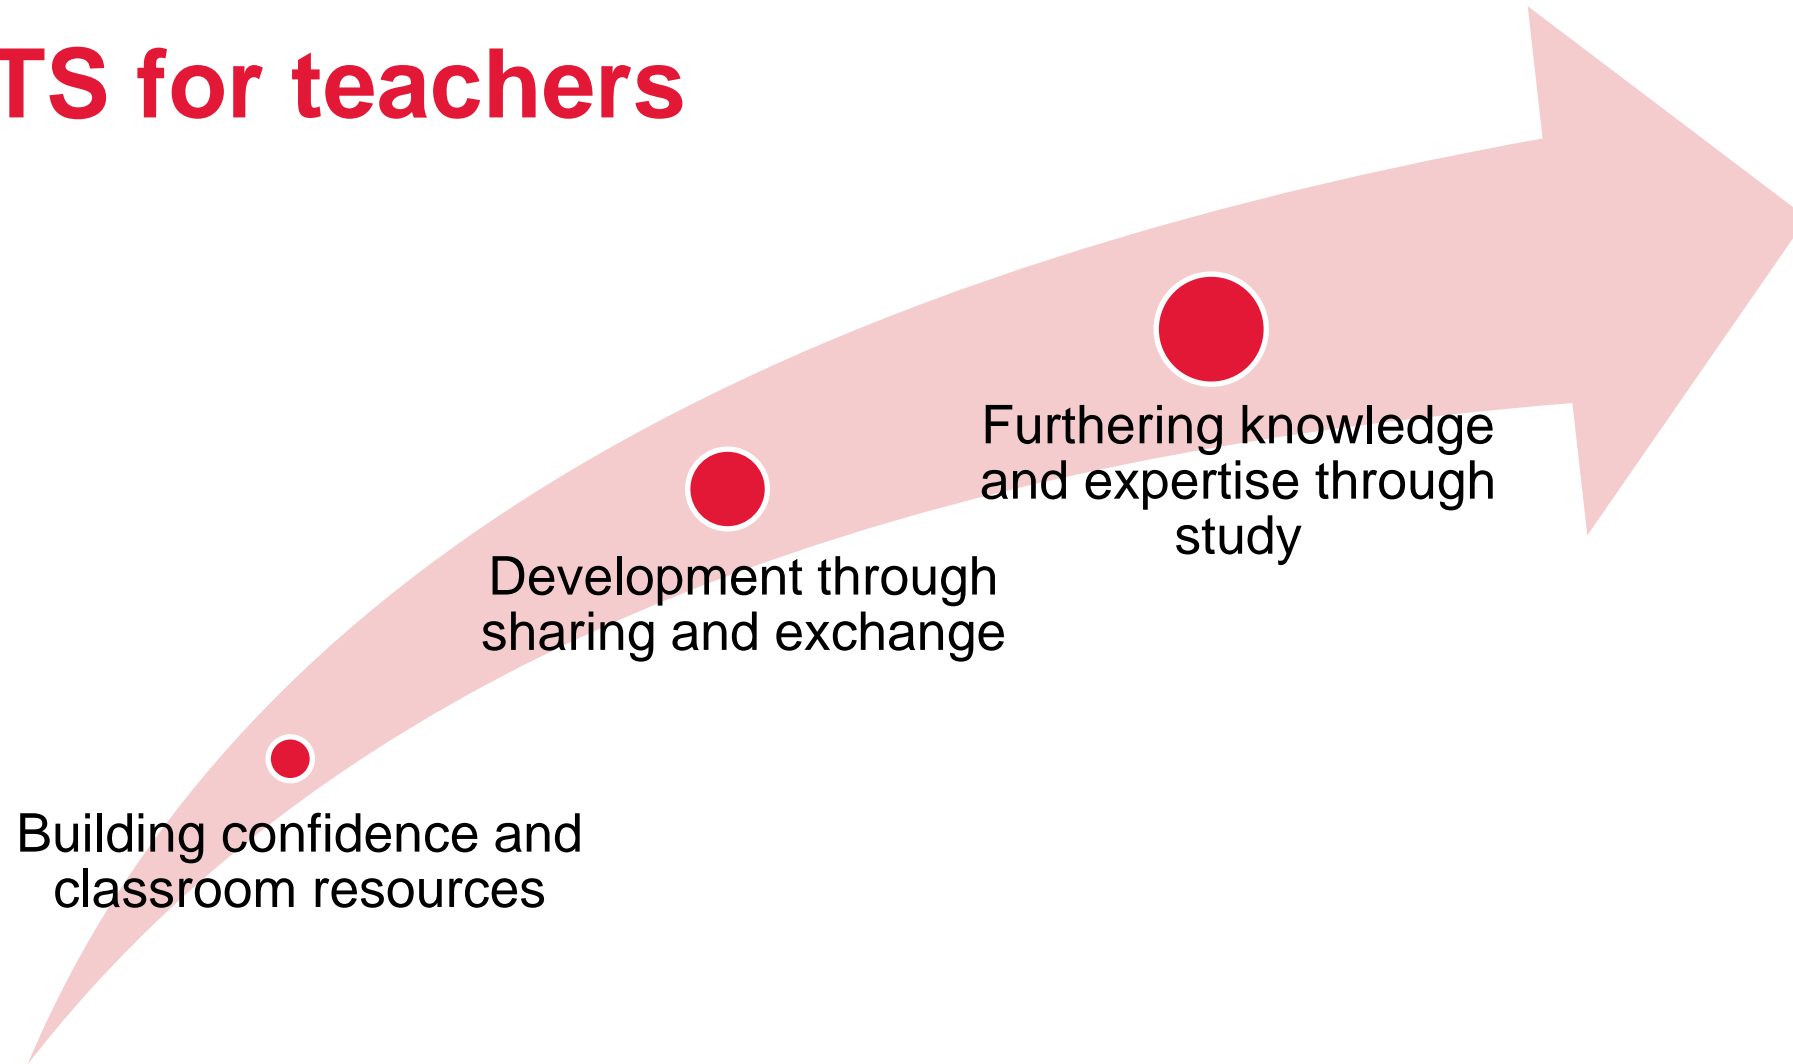 TS for teachers
Furthering knowledge
and expertise through
study
Development through
sharing and exchange
Building confidence and
classroom resources